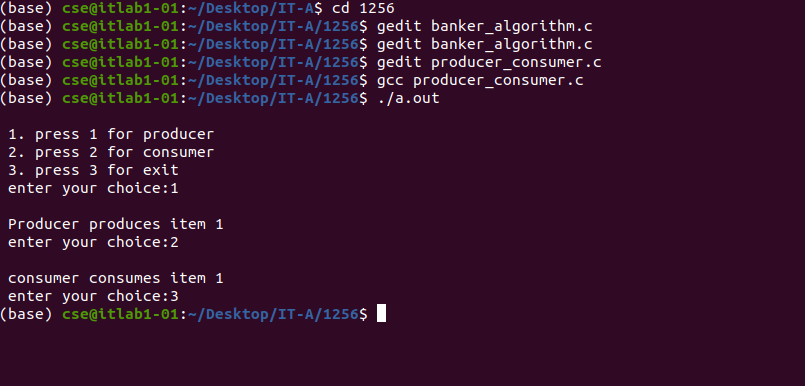 (base) cse@itlab1-01:~/Desktop/IT-A$ cd 1256
(base) cse@itlab1-01:~/Desktop/IT-A/1256$ gedit banker_algorithm.c
(base) cse@itlab1-01:~/Desktop/IT-A/1256$ gedit banker_algorithm.c
(base) cse@itlab1-01:~/Desktop/IT-A/1256$ gedit producer_consumer.c
(base) cse@itlab1-01:~/Desktop/IT-A/1256$ gcc producer_consumer.c
(base) cse@itlab1-01:~/Desktop/IT-A/1256$ ./a.out
1. press 1 for producer
2. press 2 for consumer
3. press 3 for exit
enter your choice:1
Producer produces item 1
enter your choice:2
consumer consumes item 1
enter your choice:3
(base) cse@itlab1-01:~/Desktop/IT-A/1256$